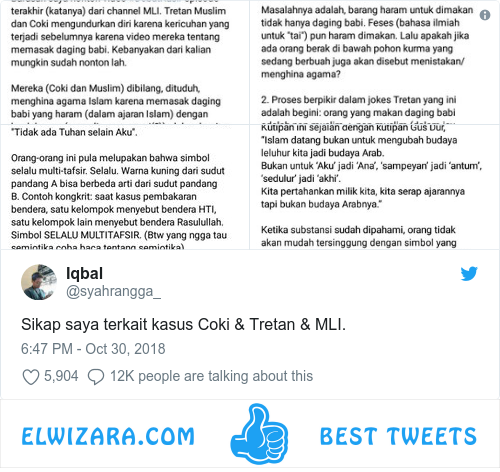 terakhir (katanya) dari channel MLI. Tretan Muslim
dan Coki mengundurkan diri karena kericuhan yang
terjadi sebelumnya karena video mereka tentang
memasak daging babi. Kebanyakan dari kalian
mungkin sudah nonton lah.
Mereka (Coki dan Muslim) dibilang, dituduh,
menghina agama Islam karena memasak daging
babi yang haram (dalam ajaran Islam) dengan
Masalahnya adalah, barang haram untuk dimakan
tidak hanya daging babi. Feses (bahasa ilmiah
untuk "tai") pun haram dimakan. Lalu apakah jika
ada orang berak di bawah pohon kurma yang
sedang berbuah juga akan disebut menistakan/
menghina agama?
2. Proses berpikir dalam jokes Tretan yang ini
adalah begini: orang yang makan daging babi
"Tidak ada Tuhan selain Aku".
Orang-orang ini pula melupakan bahwa simbol
selalu multi-tafsir. Selalu. Warna kuning dari sudut
pandang A bisa berbeda arti dari sudut pandang
B. Contoh kongkrit: saat kasus pembakaran
bendera, satu kelompok menyebut bendera HTI,
satu kelompok lain menyebut bendera Rasulullah.
Simbol SELALU MULTITAFSIR. (Btw yang ngga tau
semiotika coba baca tentang semiotika)
Kutipan ini sejalan dengan kutipan Gus Dur,
"Islam datang bukan untuk mengubah budaya
leluhur kita jadi budaya Arab.
Bukan untuk 'Aku' jadi 'Ana', 'sampeyan' jadi 'antum',
'sedulur' jadi 'akhi'.
Kita pertahankan milik kita, kita serap ajarannya
tapi bukan budaya Arabnya."
Ketika substansi sudah dipahami, orang tidak
akan mudah tersinggung dengan simbol yang
Iqbal
@syahrangga_
Sikap saya terkait kasus Coki & Tretan & MLI.
6:47 PM - Oct 30, 2018
5,904 12K people are talking about this
ELWIZARA.COM BEST TWEETS